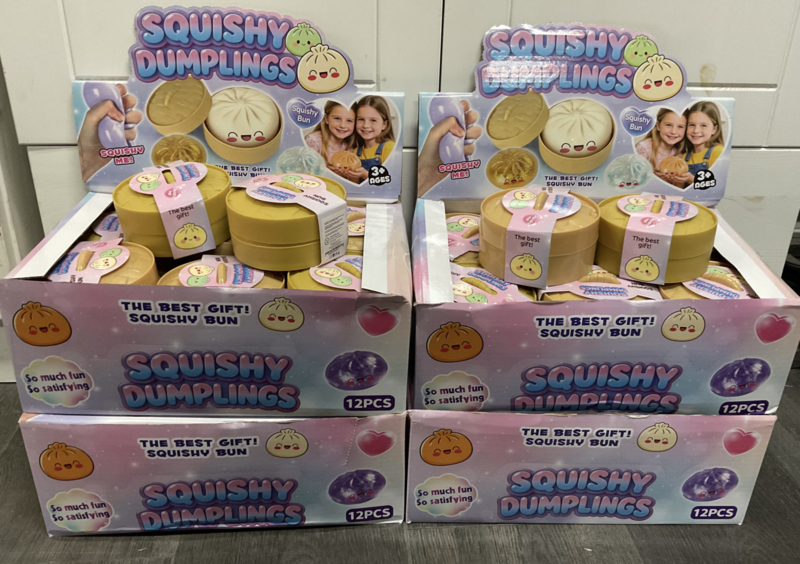 SQUISHY
DUMPLINGS
Squishy
Bun
SQUISH
ME!
THE BEST GIFT!
SQUISHY BUN
3+
AGES
SQUISHY
DUMPLINGS
Squishy
Bun
SQUISH
ME!
THE BEST GIFT!
SQUISHY BUN
3+
AGES
The best
gift!
The best
gift!
The best
gift!
THE BEST GIFT!
SQUISHY BUN
So much fun
So satisfying
SQUISHY
DUMPLINGS
12PCS
THE BEST GIFT!
SQUISHY BUN
So much fun
So satisfying
SQUISHY
DUMPLINGS
12PCS
THE BEST GIFT!
SQUISHY BUN
So much fun
So satisfying
SQUISHY
DUMPLINGS
12PCS
THE BEST GIFT!
SQUISHY BUN
So much fun
So satisfying
SQUISHY
DUMPLINGS
12PCS